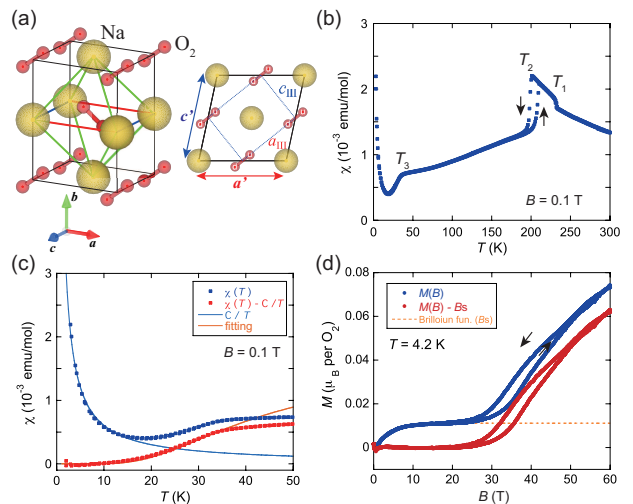 (a)
Na
O2
c'
cIII
aIII
a'
b
c
a
(b)
χ (10-3 emu/mol)
3
2
1
0
T2
T1
T3
B = 0.1 T
0 50 100 150 200 250 300
T (K)
(c)
χ (10-3 emu/mol)
3
2
1
0
χ(T)
χ(T)-C/T
C/T
fitting
B = 0.1 T
0 10 20 30 40 50
T (K)
(d)
M (μB per O2)
0.08
0.06
0.04
0.02
0
M(B)
M(B) - Bs
Brilloiun fun. (Bs)
T = 4.2 K
0 10 20 30 40 50 60
B (T)